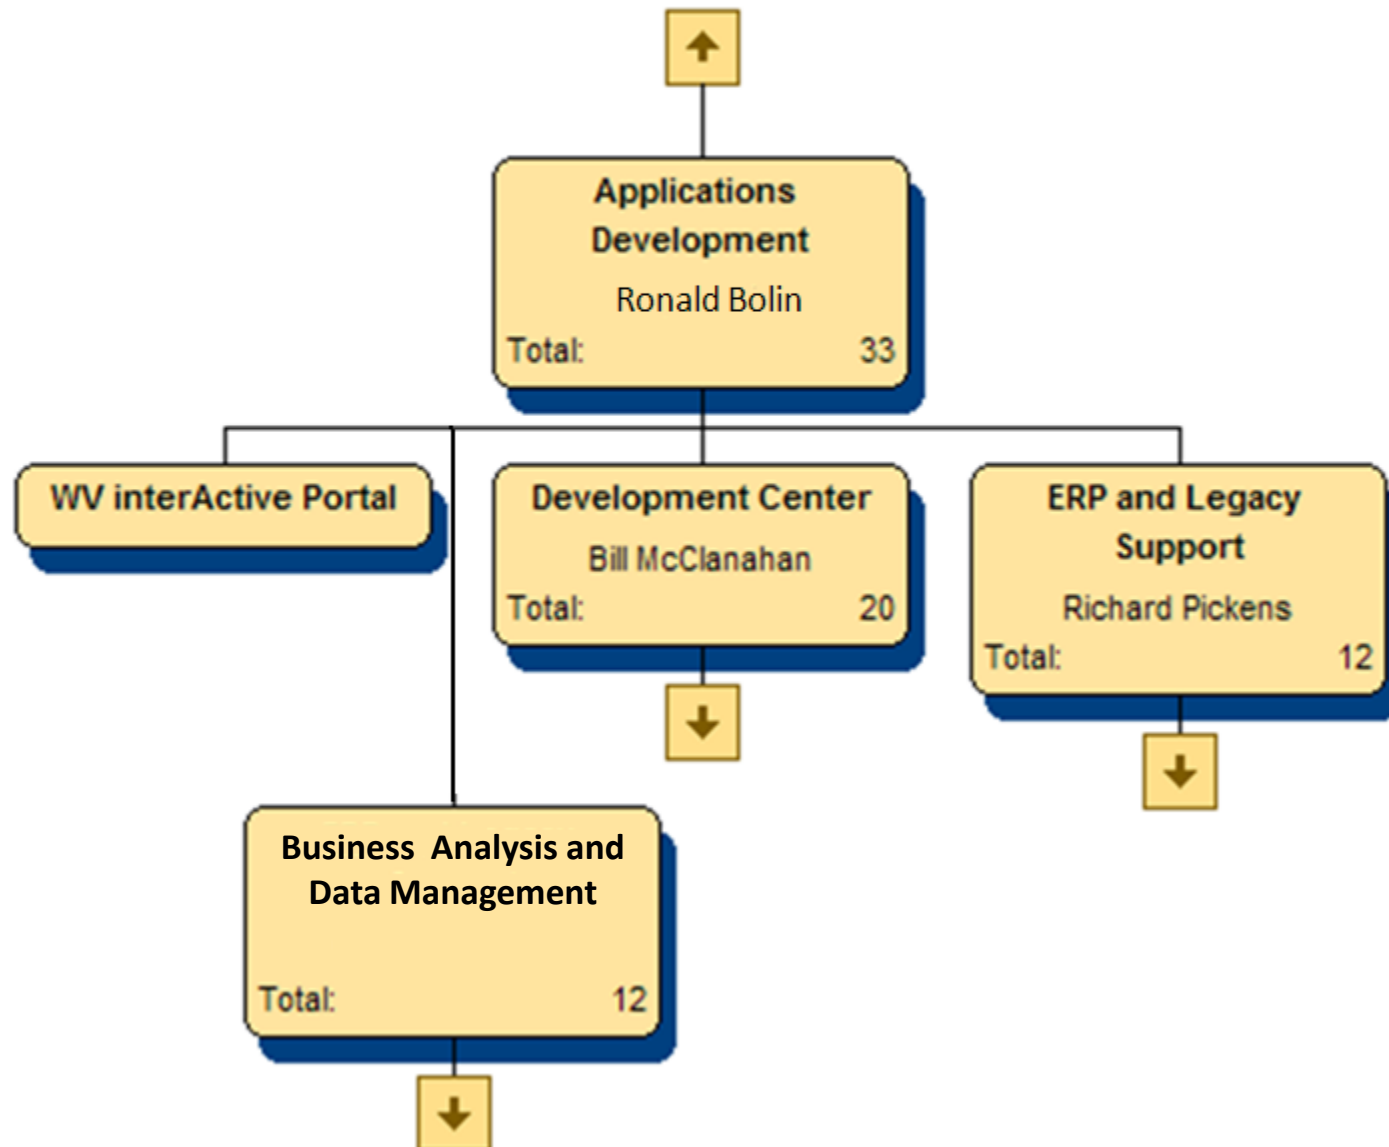 Applications
Development
Ronald Bolin
Total: 33
WV interActive Portal
Development Center
Bill McClanahan
Total: 20
ERP and Legacy
Support
Richard Pickens
Total: 12
Business Analysis and
Data Management
Total: 12